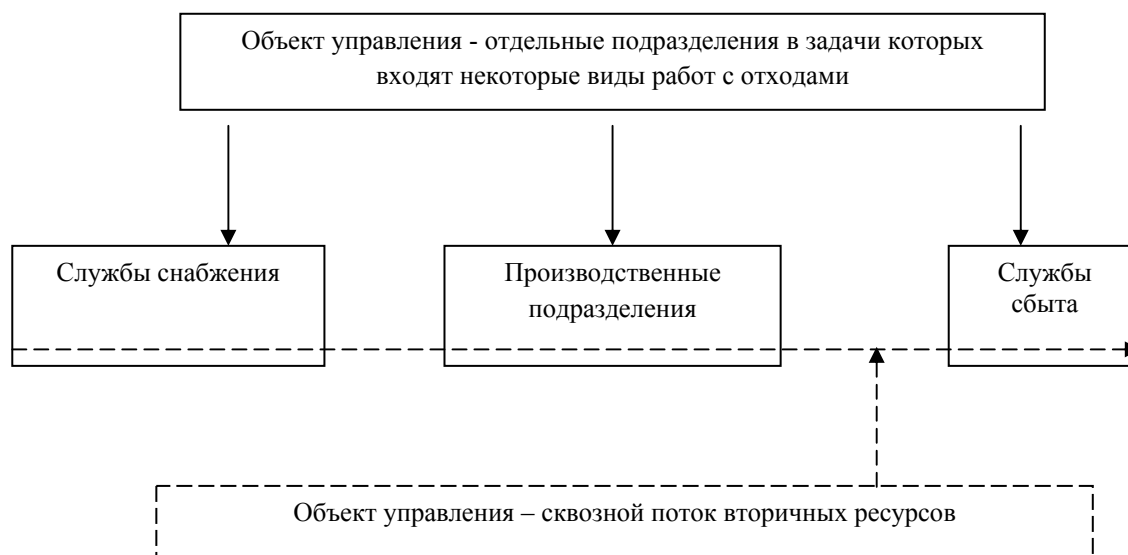 Объект управления - отдельные подразделения в задачи которых
входят некоторые виды работ с отходами
Службы снабжения
Производственные
подразделения
Службы
сбыта
Объект управления – сквозной поток вторичных ресурсов